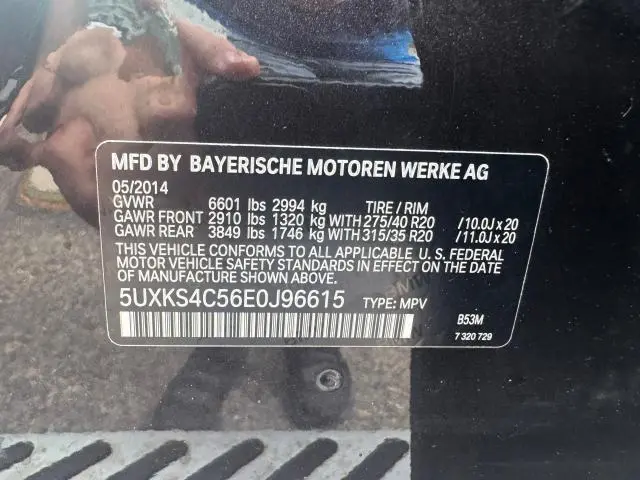 MFD BY BAYERISCHE MOTOREN WERKE AG
05/2014
GVWR 6601 lbs 2994 kg TIRE / RIM
GAWR FRONT 2910 lbs 1320 kg WITH 275/40 R20 / 10.0J x 20
GAWR REAR 3849 lbs 1746 kg WITH 315/35 R20 / 11.0J x 20
THIS VEHICLE CONFORMS TO ALL APPLICABLE U. S. FEDERAL
MOTOR VEHICLE SAFETY STANDARDS IN EFFECT ON THE DATE OF
MANUFACTURE SHOWN ABOVE.
5UXKS4C56E0J96615 TYPE: MPV
B53M
7 320 729